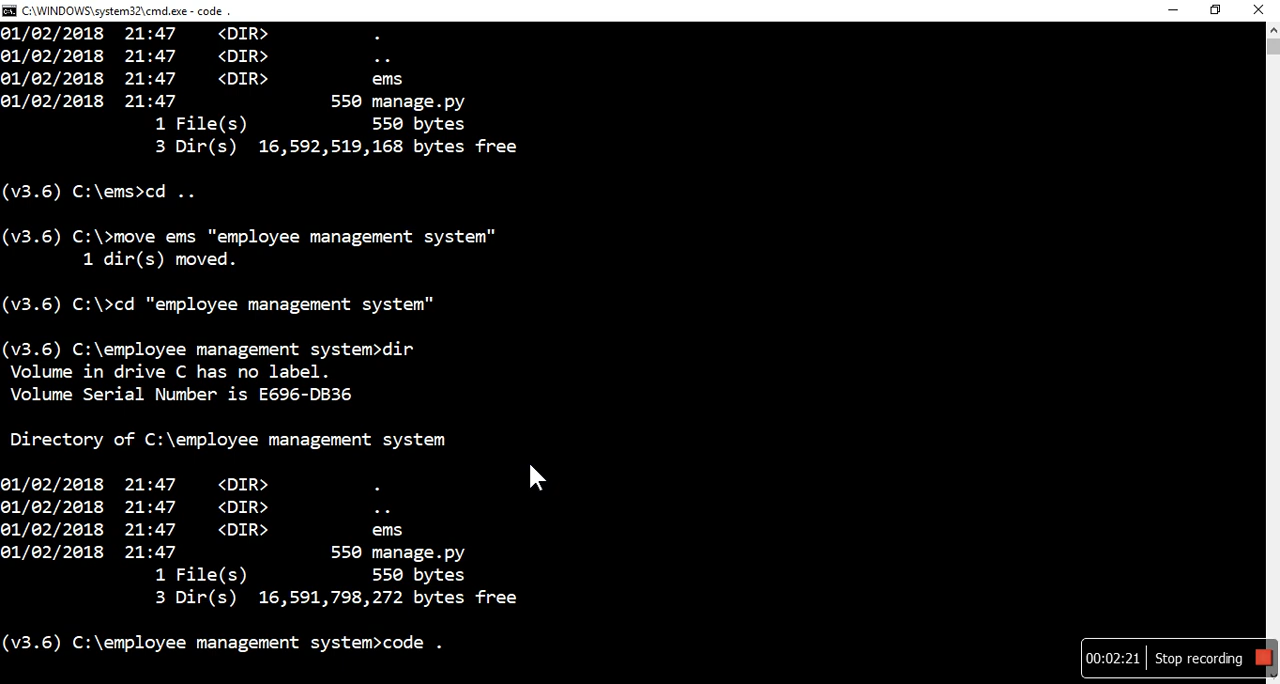 C:\WINDOWS\system32\cmd.exe - code .
01/02/2018  21:47    <DIR>          .
01/02/2018  21:47    <DIR>          ..
01/02/2018  21:47    <DIR>          ems
01/02/2018  21:47               550 manage.py
               1 File(s)            550 bytes
               3 Dir(s)  16,592,519,168 bytes free
(v3.6) C:\ems>cd ..
(v3.6) C:\>move ems "employee management system"
        1 dir(s) moved.
(v3.6) C:\>cd "employee management system"
(v3.6) C:\employee management system>dir
 Volume in drive C has no label.
 Volume Serial Number is E696-DB36
 Directory of C:\employee management system
01/02/2018  21:47    <DIR>          .
01/02/2018  21:47    <DIR>          ..
01/02/2018  21:47    <DIR>          ems
01/02/2018  21:47               550 manage.py
               1 File(s)            550 bytes
               3 Dir(s)  16,591,798,272 bytes free
(v3.6) C:\employee management system>code .
00:02:21 Stop recording